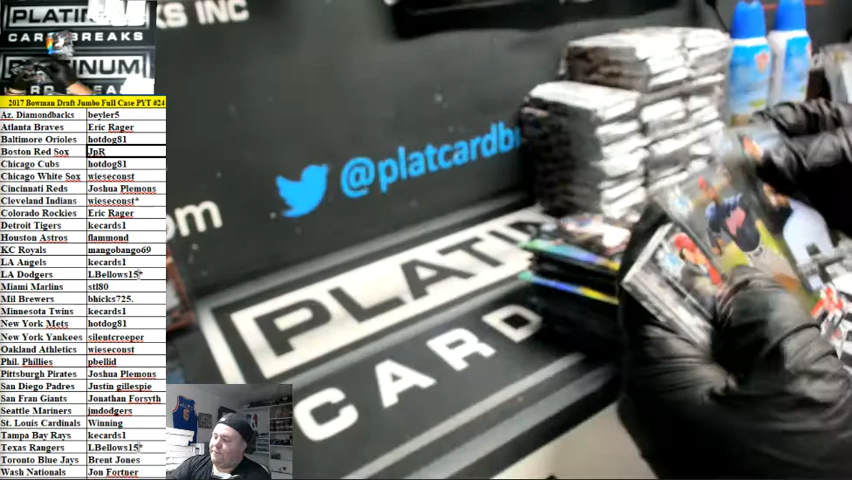 PLATIN
CARD BREAKS
PLATINUM
KS INC
@platcardb
om
PLATIN
CARD
2017 Bowman Draft Jumbo Full Case PYT #24
Az. Diamondbacks beyler5
Atlanta Braves Eric Rager
Baltimore Orioles hotdog81
Boston Red Sox JpR
Chicago Cubs hotdog81
Chicago White Sox wieseconst
Cincinnati Reds Joshua Plemons
Cleveland Indians wieseconst*
Colorado Rockies Eric Rager
Detroit Tigers kecards1
Houston Astros flammond
KC Royals mangobango69
LA Angels kecards1
LA Dodgers LBellows15*
Miami Marlins stl80
Mil Brewers bhicks725.
Minnesota Twins kecards1
New York Mets hotdog81
New York Yankees silentcreeper
Oakland Athletics wieseconst
Phil. Phillies pbellid
Pittsburgh Pirates Joshua Plemons
San Diego Padres Justin gillespie
San Fran Giants Jonathan Forsyth
Seattle Mariners jmdodgers
St. Louis Cardinals Winning
Tampa Bay Rays kecards1
Texas Rangers LBellows15*
Toronto Blue Jays Brent Jones
Wash Nationals Jon Fortner